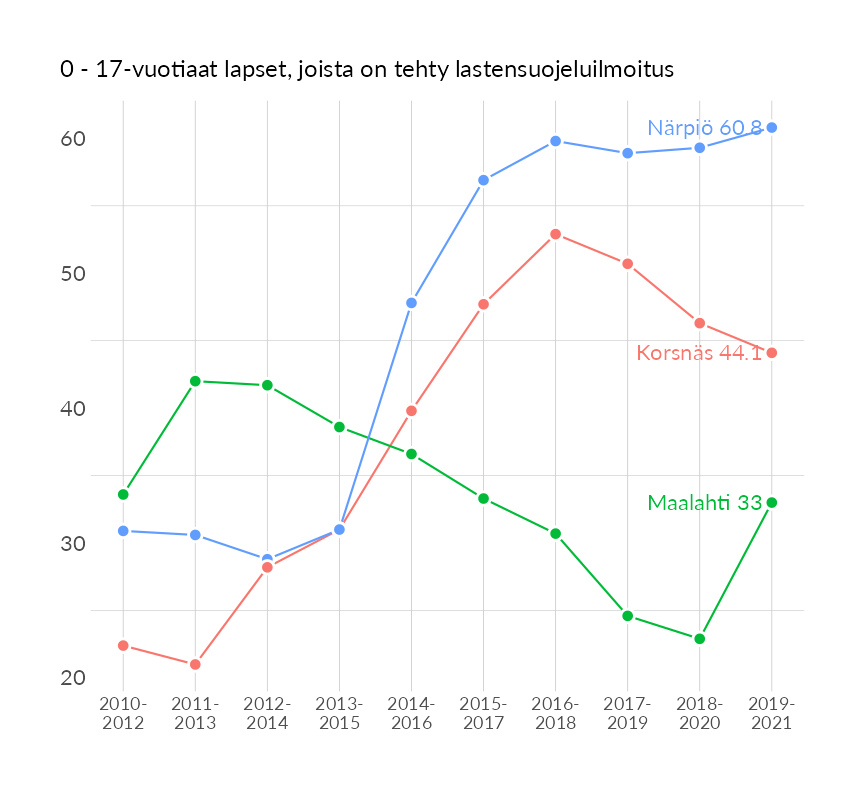 0 - 17-vuotiaat lapset, joista on tehty lastensuojeluilmoitus
Närpiö 60.8
60
50
Korsnäs 44.1
40
Maalahti 33
30
20
2010-2012 2011-2013 2012-2014 2013-2015 2014-2016 2015-2017 2016-2018 2017-2019 2018-2020 2019-2021